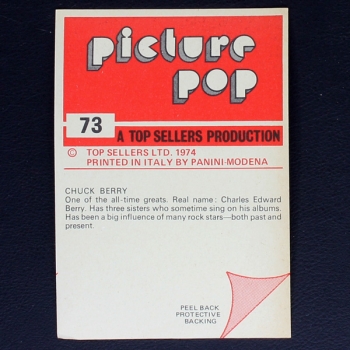 picture
pop
73
A TOP SELLERS PRODUCTION
© TOP SELLERS LTD. 1974
PRINTED IN ITALY BY PANINI-MODENA
CHUCK BERRY
One of the all-time greats. Real name: Charles Edward
Berry. Has three sisters who sometime sing on his albums.
Has been a big influence of many rock stars—both past and
present.
PEEL BACK
PROTECTIVE
BACKING